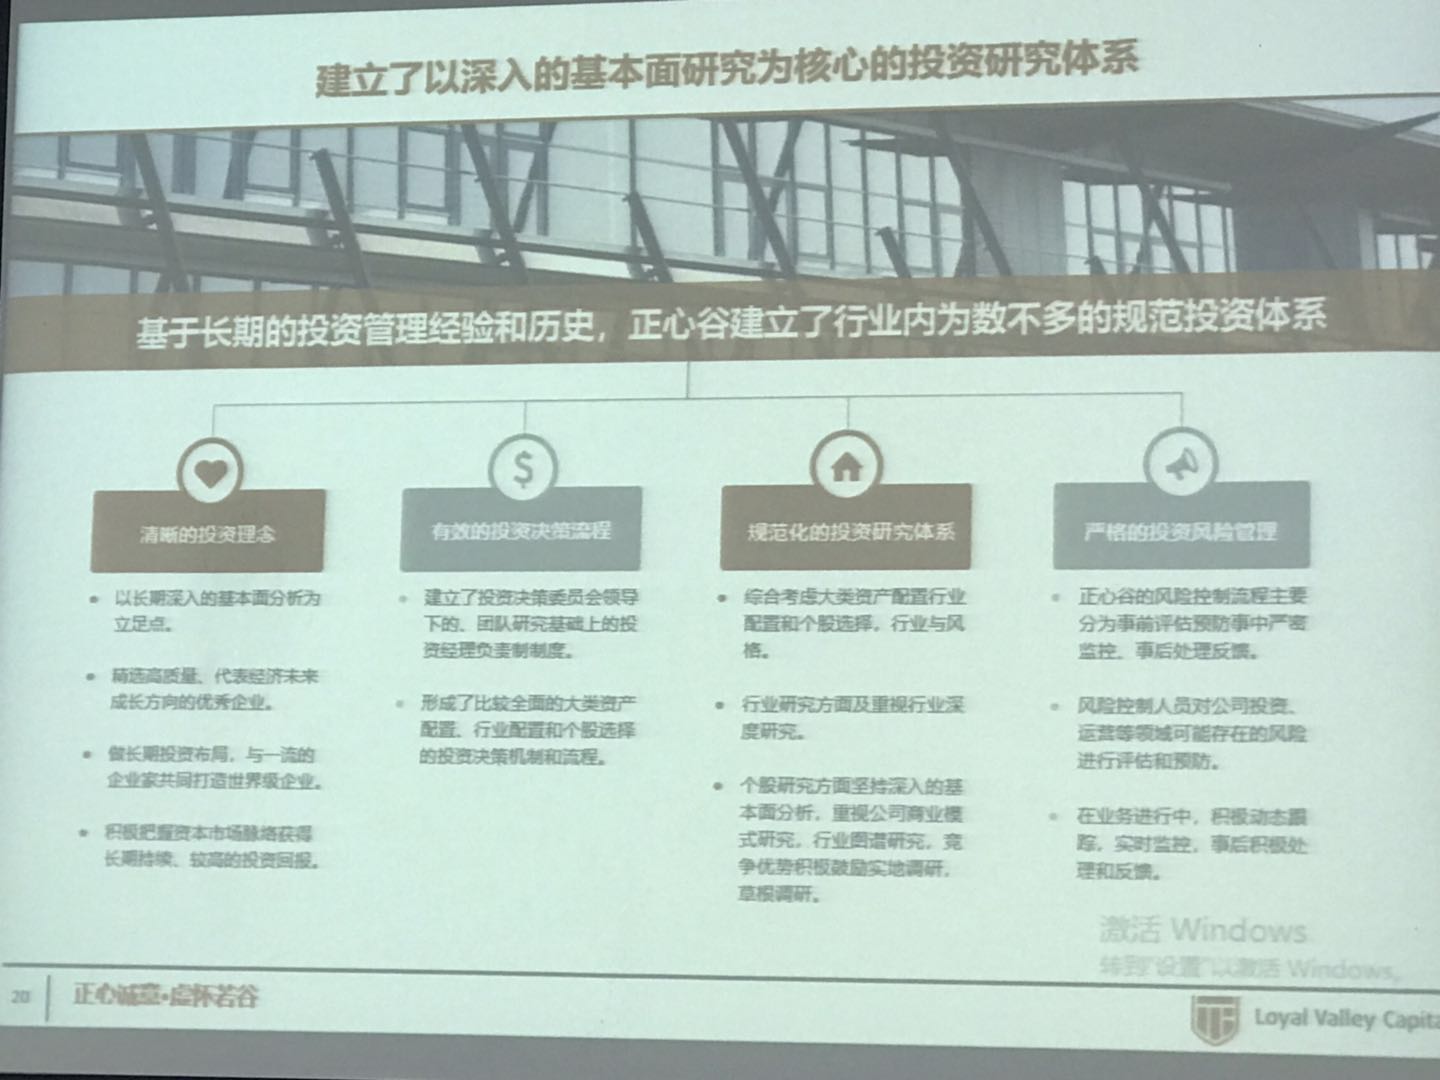 建立了以深入的基本面研究为核心的投资研究体系
基于长期的投资管理经验和历史，正心谷建立了行业内为数不多的规范投资体系
清晰的投资理念
以长期深入的基本面分析为
立足点。
精选高质量、代表经济未来
成长方向的优秀企业。
做长期投资布局，与一流的
企业家共同打造世界级企业。
积极把握资本市场脉络获得
长期持续、较高的投资回报。
$
有效的投资决策流程
建立了投资决策委员会领导
下的、团队研究基础上的投
资经理负责制制度。
形成了比较全面的大类资产
配置、行业配置和个股选择
的投资决策机制和流程。
规范化的投资研究体系
综合考虑大类资产配置行业
配置和个股选择，行业与风
格。
行业研究方面及重视行业深
度研究。
个股研究方面坚持深入的基
本面分析，重视公司商业模
式研究，行业图谱研究，竞
争优势积极鼓励实地调研，
草根调研。
严格的投资风险管理
正心谷的风险控制流程主要
分为事前评估预防事中严密
监控、事后处理反馈。
风险控制人员对公司投资、
运营等领域可能存在的风险
进行评估和预防。
在业务进行中，积极动态跟
踪，实时监控，事后积极处
理和反馈。
激活 Windows
转到"设置"以激活 Windows。
20
正心诚意·虚怀若谷
Loyal Valley Capita